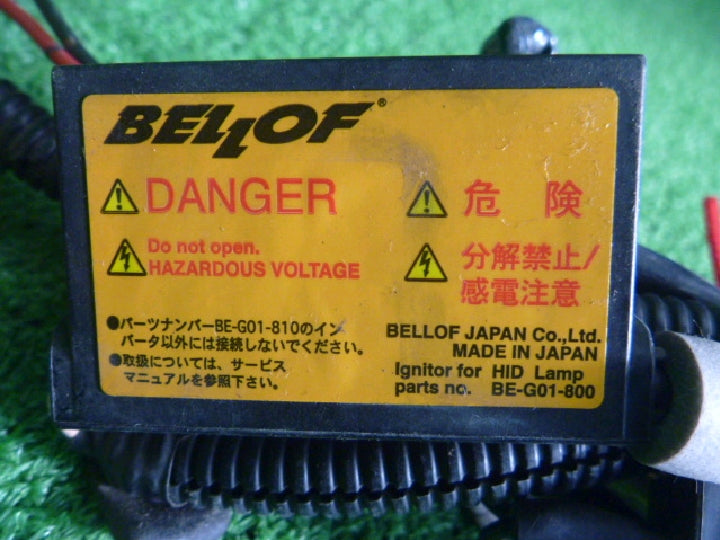 BELLOF®
DANGER
危 険
Do not open.
HAZARDOUS VOLTAGE
分解禁止/
感電注意
●パーツナンバーBE-G01-810のイン
バータ以外には接続しないでください。
●取扱については、サービス
マニュアルを参照下さい。
BELLOF JAPAN Co.,Ltd.
MADE IN JAPAN
Ignitor for HID Lamp
parts no. BE-G01-800